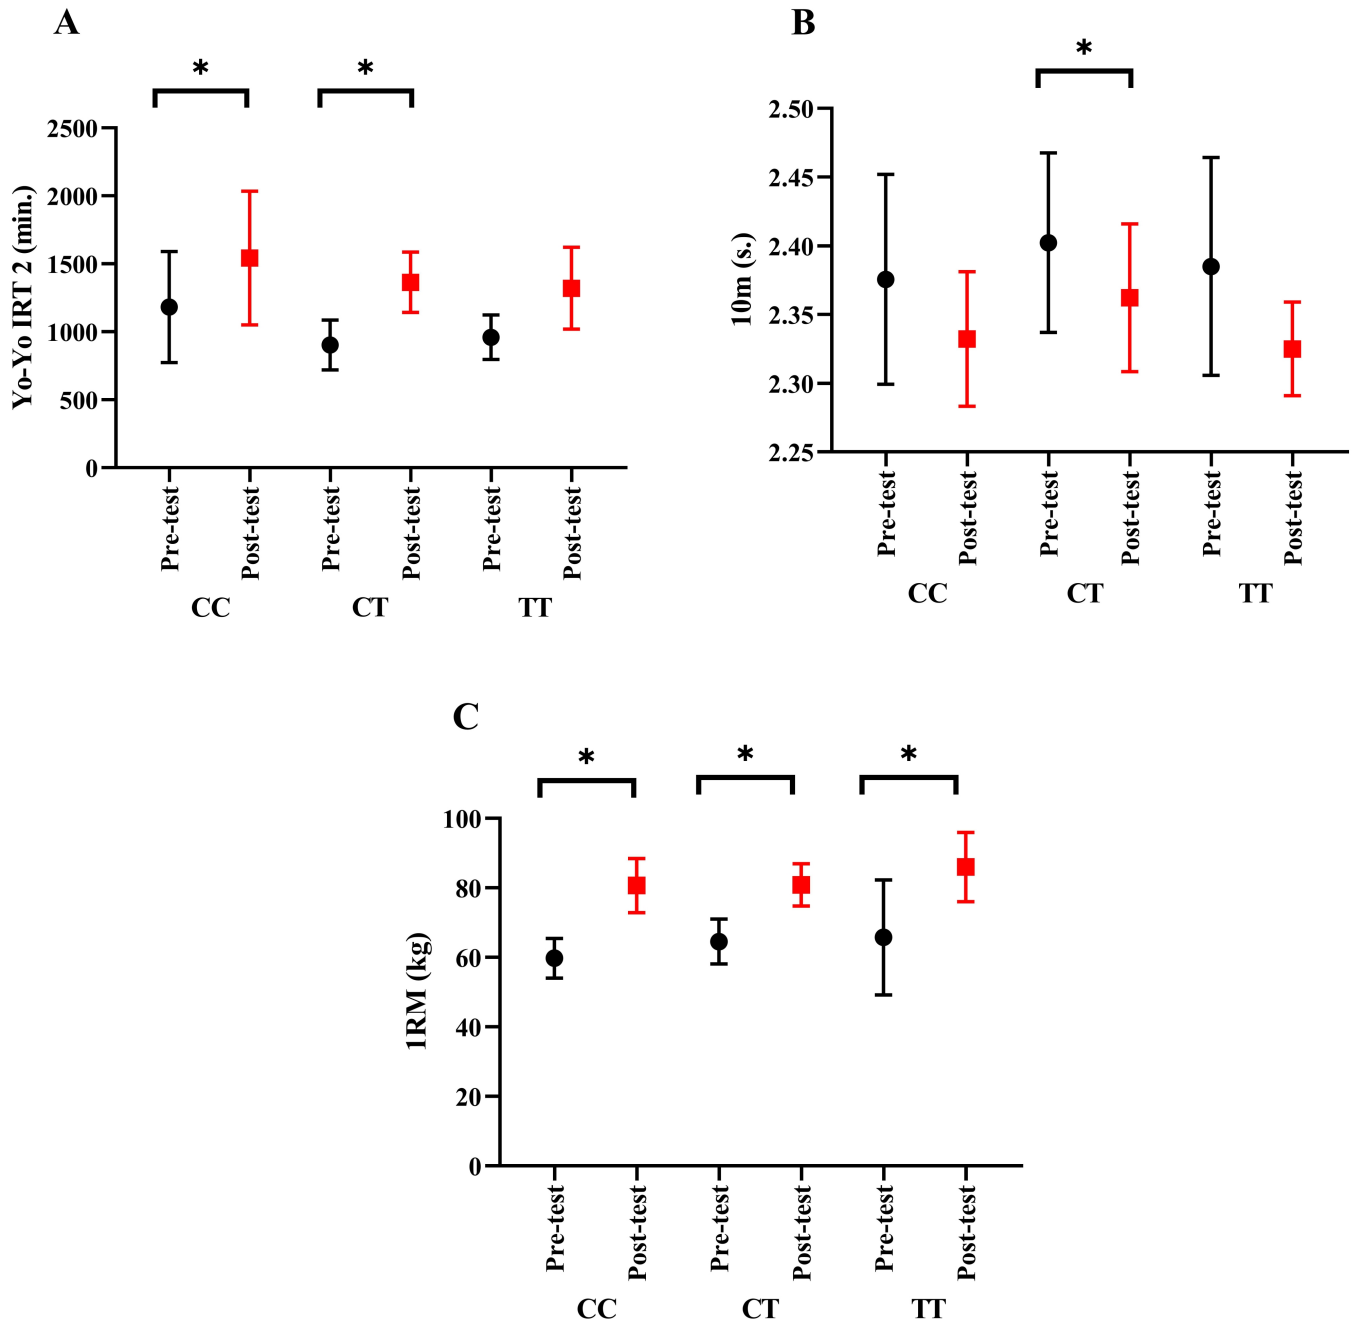 A
*
*
Yo-Yo IRT 2 (min.)
2500
2000
1500
1000
500
0
Pre-test
Post-test
Pre-test
Post-test
Pre-test
Post-test
CC
CT
TT
B
*
10m (s.)
2.50
2.45
2.40
2.35
2.30
2.25
Pre-test
Post-test
Pre-test
Post-test
Pre-test
Post-test
CC
CT
TT
C
*
*
*
1RM (kg)
100
80
60
40
20
0
Pre-test
Post-test
Pre-test
Post-test
Pre-test
Post-test
CC
CT
TT